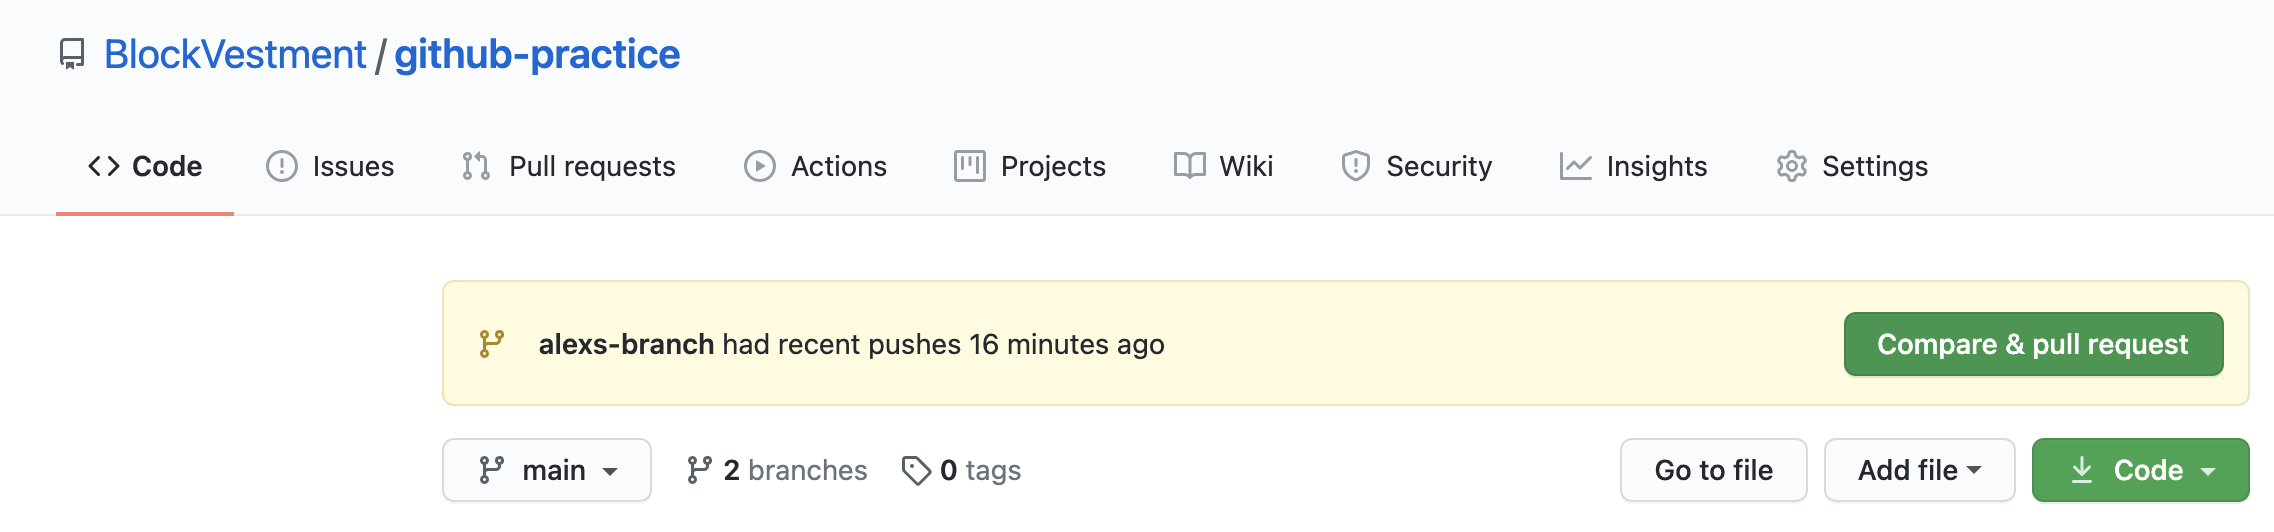 BlockVestment / github-practice
Code Issues Pull requests Actions Projects Wiki Security Insights Settings
alexs-branch had recent pushes 16 minutes ago Compare & pull request
main 2 branches 0 tags Go to file Add file Code